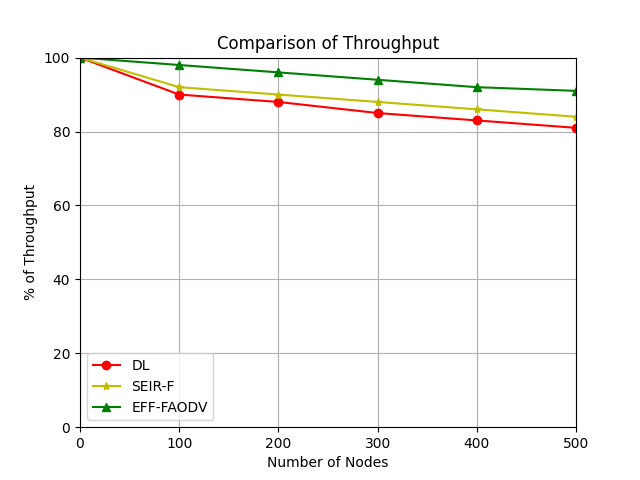 Comparison of Throughput
% of Throughput
100
80
60
40
20
0
DL
SEIR-F
EFF-FAODV
0 100 200 300 400 500
Number of Nodes